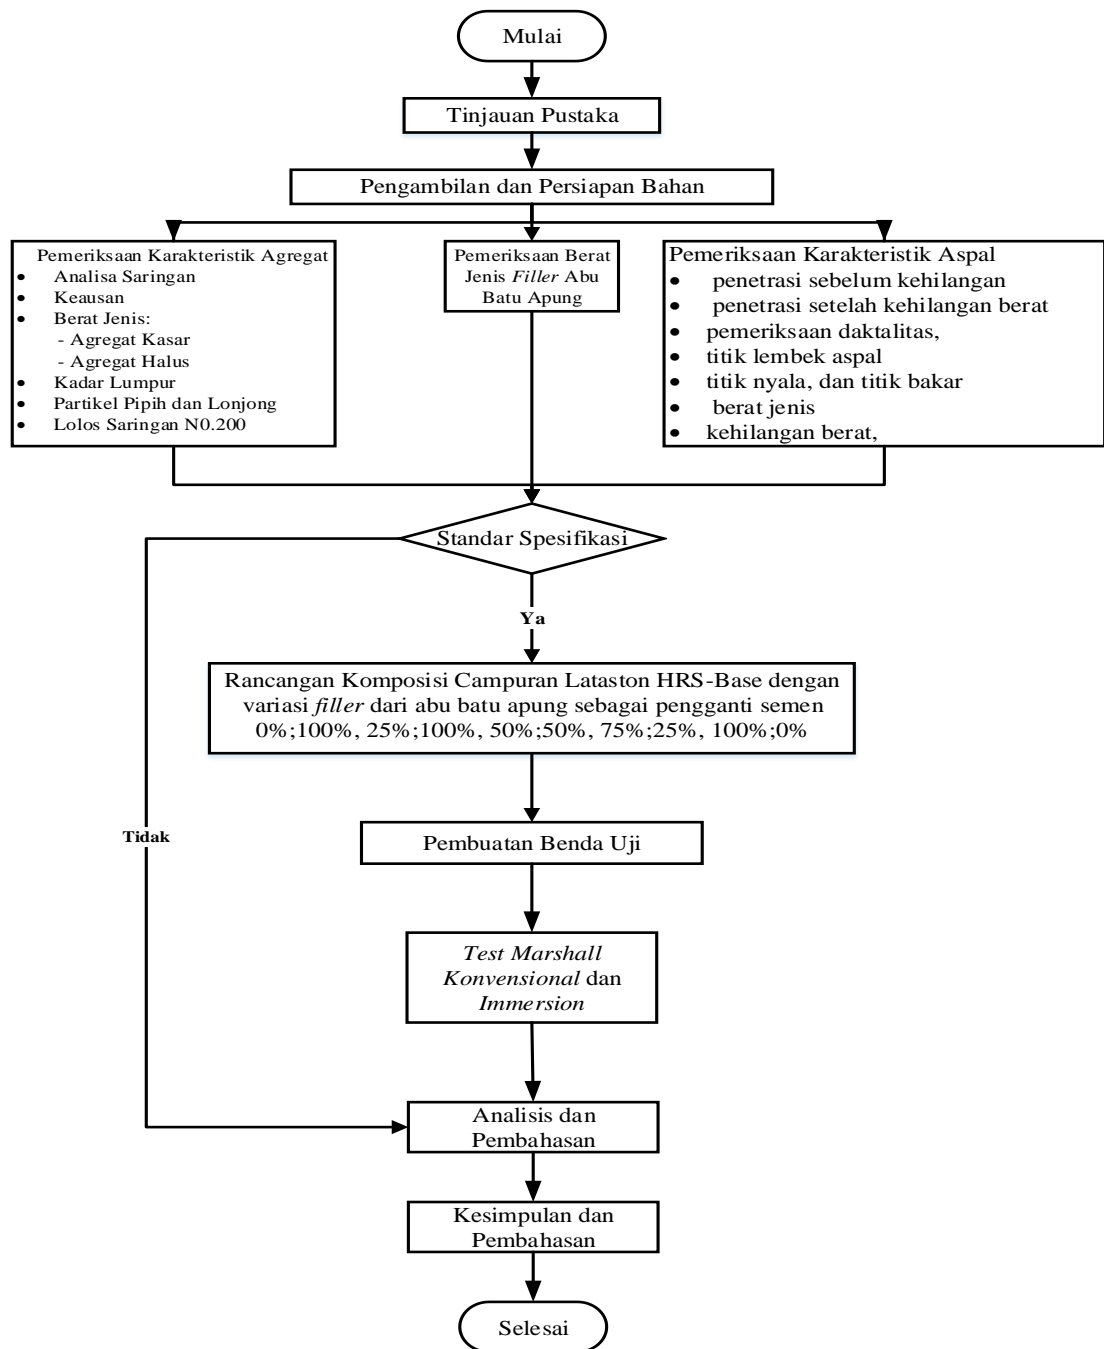 Mulai
Tinjauan Pustaka
Pengambilan dan Persiapan Bahan
Pemeriksaan Karakteristik Agregat
• Analisa Saringan
• Keausan
• Berat Jenis:
- Agregat Kasar
- Agregat Halus
• Kadar Lumpur
• Partikel Pipih dan Lonjong
• Lolos Saringan N0.200
Pemeriksaan Berat
Jenis Filler Abu
Batu Apung
Pemeriksaan Karakteristik Aspal
• penetrasi sebelum kehilangan
• penetrasi setelah kehilangan berat
• pemeriksaan daktalitas,
• titik lembek aspal
• titik nyala, dan titik bakar
• berat jenis
• kehilangan berat,
Standar Spesifikasi
Ya
Rancangan Komposisi Campuran Lataston HRS-Base dengan
variasi filler dari abu batu apung sebagai pengganti semen
0%;100%, 25%;100%, 50%;50%, 75%;25%, 100%;0%
Tidak
Pembuatan Benda Uji
Test Marshall
Konvensional dan
Immersion
Analisis dan
Pembahasan
Kesimpulan dan
Pembahasan
Selesai